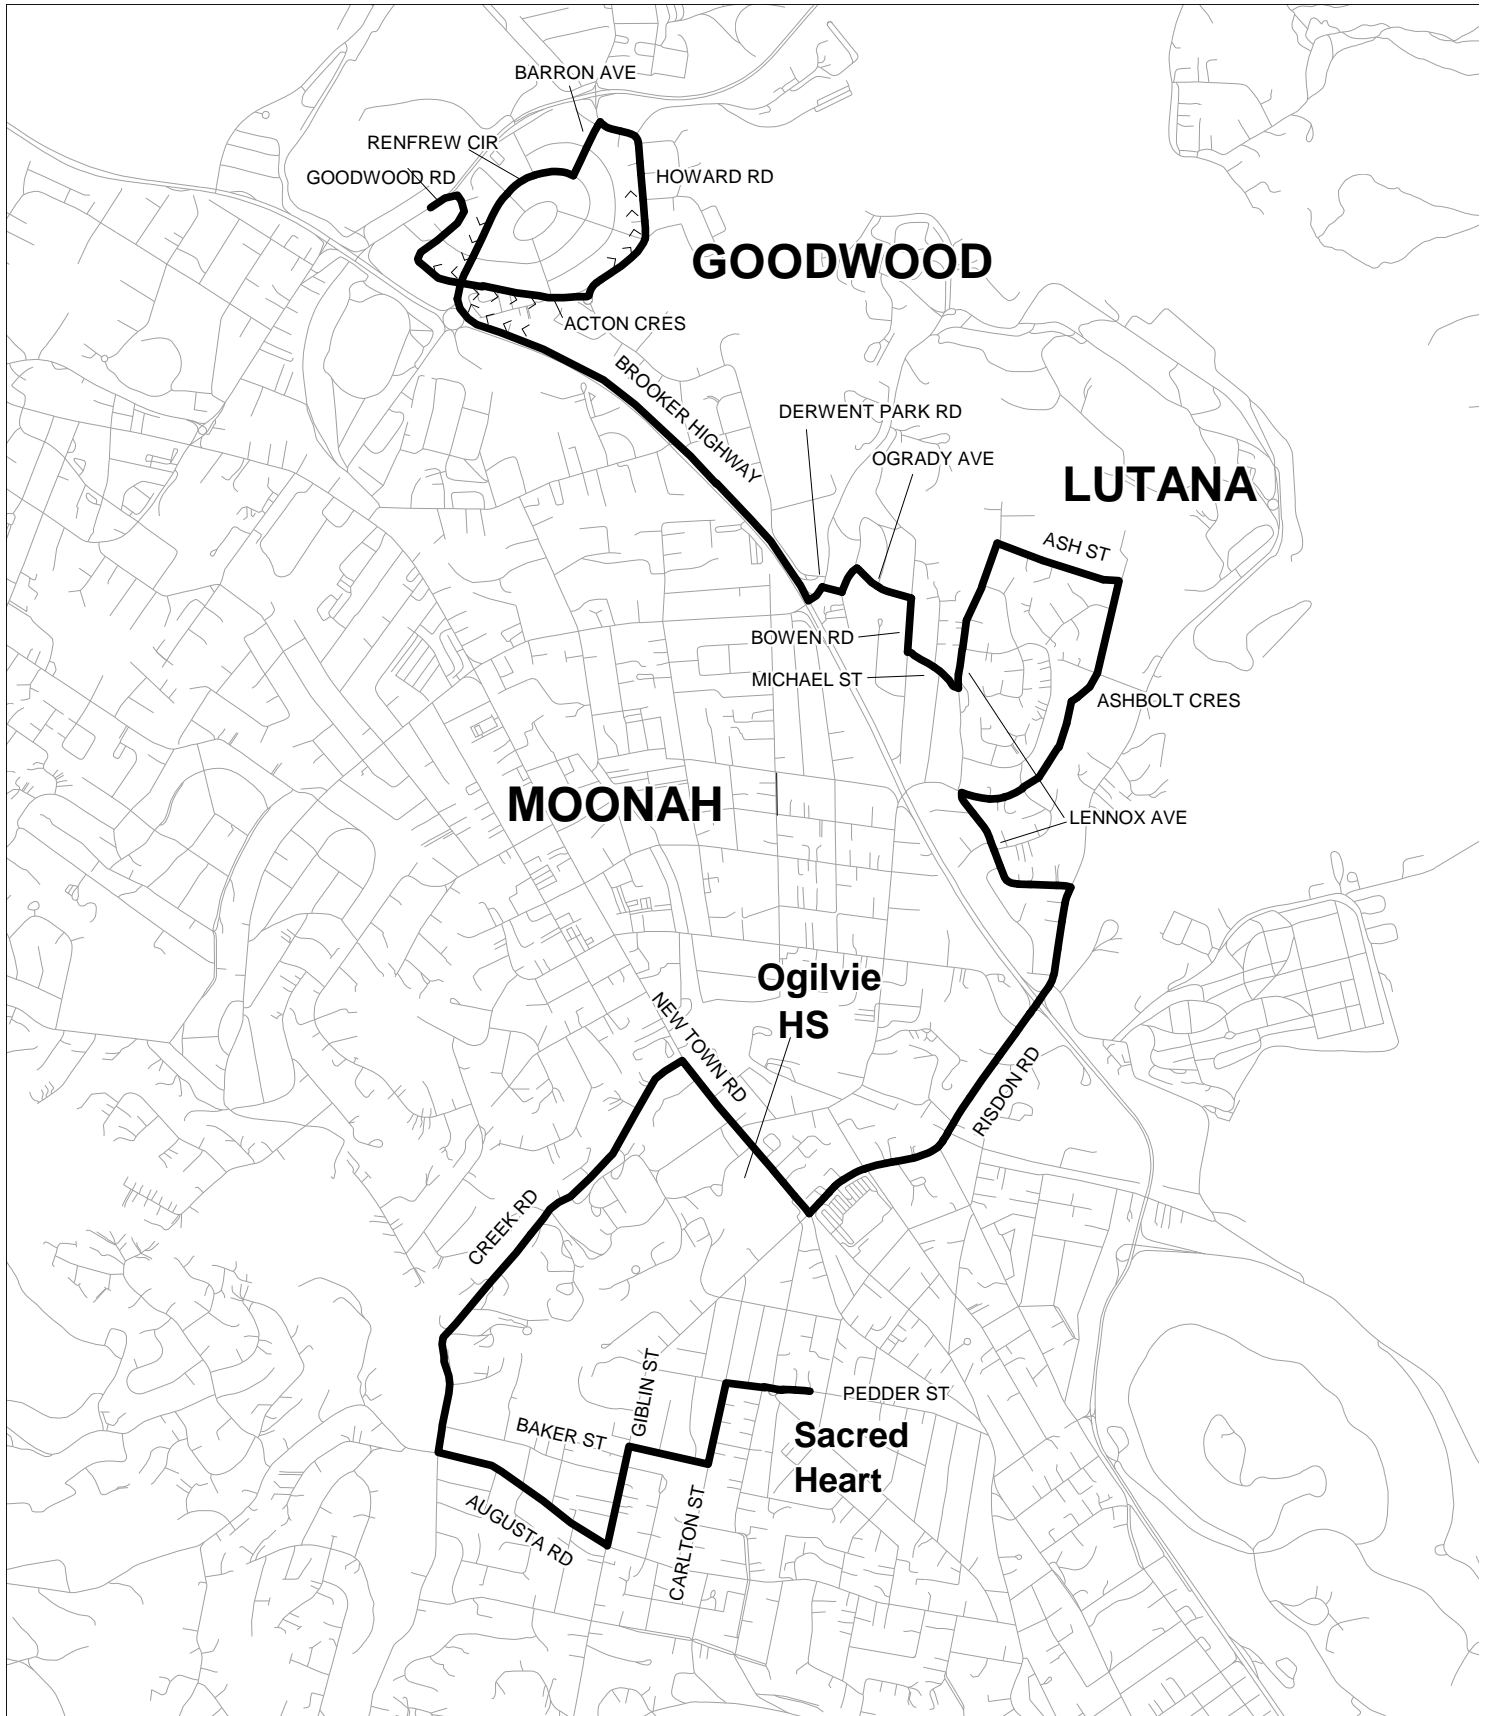 BARRON AVE
RENFREW CIR
GOODWOOD RD
HOWARD RD
GOODWOOD
ACTON CRES
BROOKER HIGHWAY
DERWENT PARK RD
OGRADY AVE
LUTANA
ASH ST
BOWEN RD
MICHAEL ST
ASHBOLT CRES
MOONAH
LENNOX AVE
Ogilvie
HS
NEW TOWN RD
RISDON RD
CREEK RD
GIBLIN ST
PEDDER ST
BAKER ST
Sacred
Heart
AUGUSTA RD
CARLTON ST